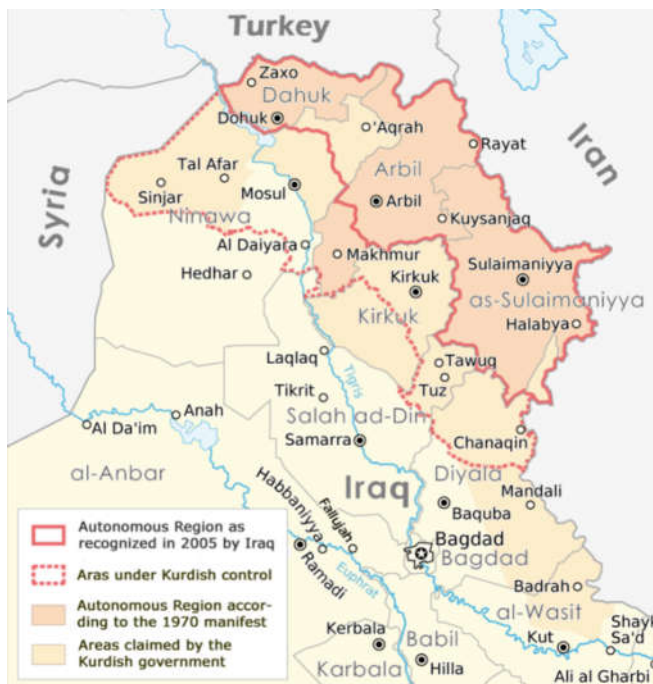 Turkey
Zaxo
Dahuk
Dohuk
'Aqrah
Rayat
Iran
Arbil
Tal Afar
Sinjar
Mosul
Arbil
Kuysanjaq
Ninawa
Syria
Al Daiyara
Makhmur
Hedhar
Kirkuk
Sulaimaniyya
as-Sulaimaniyya
Kirkuk
Halabya
Laqlaq
Tawuq
Tuz
Tigris
Tikrit
Salah ad-Din
Anah
Al Da'im
Samarra
Chanaqin
al-Anbar
Diyala
Iraq
Mandali
Habbaniyya
Fallujah
Baquba
Bagdad
Bagdad
Ramadi
Euphrat
Badrah
al-Wasit
Shayk
Sa'd
Kerbala
Babil
Kut
Karbala
Hilla
Ali al Gharbi
Autonomous Region as
recognized in 2005 by Iraq
Aras under Kurdish control
Autonomous Region accor-
ding to the 1970 manifest
Areas claimed by the
Kurdish government